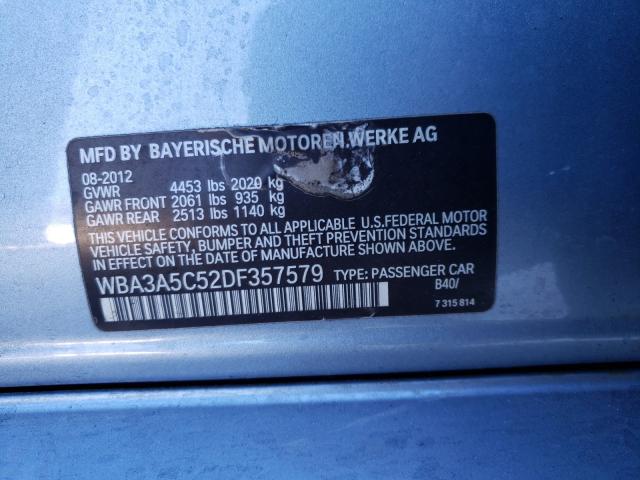 MFD BY BAYERISCHE MOTOREN.WERKE AG
08-2012
GVWR 4453 lbs 2020 kg
GAWR FRONT 2061 lbs 935 kg
GAWR REAR 2513 lbs 1140 kg
THIS VEHICLE CONFORMS TO ALL APPLICABLE U.S.FEDERAL MOTOR
VEHICLE SAFETY, BUMPER AND THEFT PREVENTION STANDARDS
IN EFFECT ON THE DATE OF MANUFACTURE SHOWN ABOVE.
WBA3A5C52DF357579 TYPE: PASSENGER CAR
B40/
7 315 814